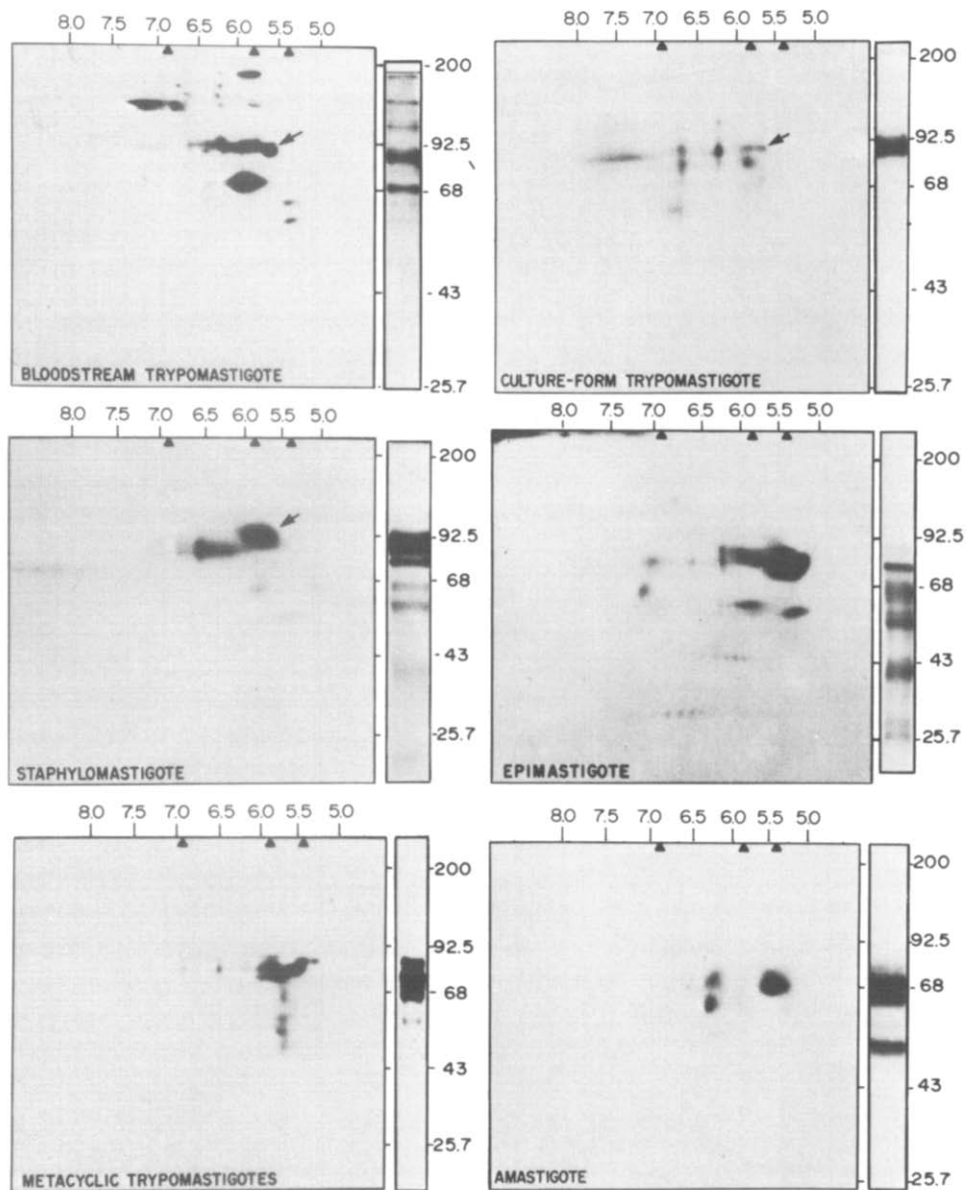 8.0 7.5 7.0 6.5 6.0 5.5 5.0
200
92.5
68
43
25.7
BLOODSTREAM TRYPOMASTIGOTE
8.0 7.5 7.0 6.5 6.0 5.5 5.0
200
92.5
68
43
25.7
CULTURE-FORM TRYPOMASTIGOTE
8.0 7.5 7.0 6.5 6.0 5.5 5.0
200
92.5
68
43
25.7
STAPHYLOMASTIGOTE
8.0 7.5 7.0 6.5 6.0 5.5 5.0
200
92.5
68
43
25.7
EPIMASTIGOTE
8.0 7.5 7.0 6.5 6.0 5.5 5.0
200
92.5
68
43
25.7
METACYCLIC TRYPOMASTIGOTES
8.0 7.5 7.0 6.5 6.0 5.5 5.0
200
92.5
68
43
25.7
AMASTIGOTE